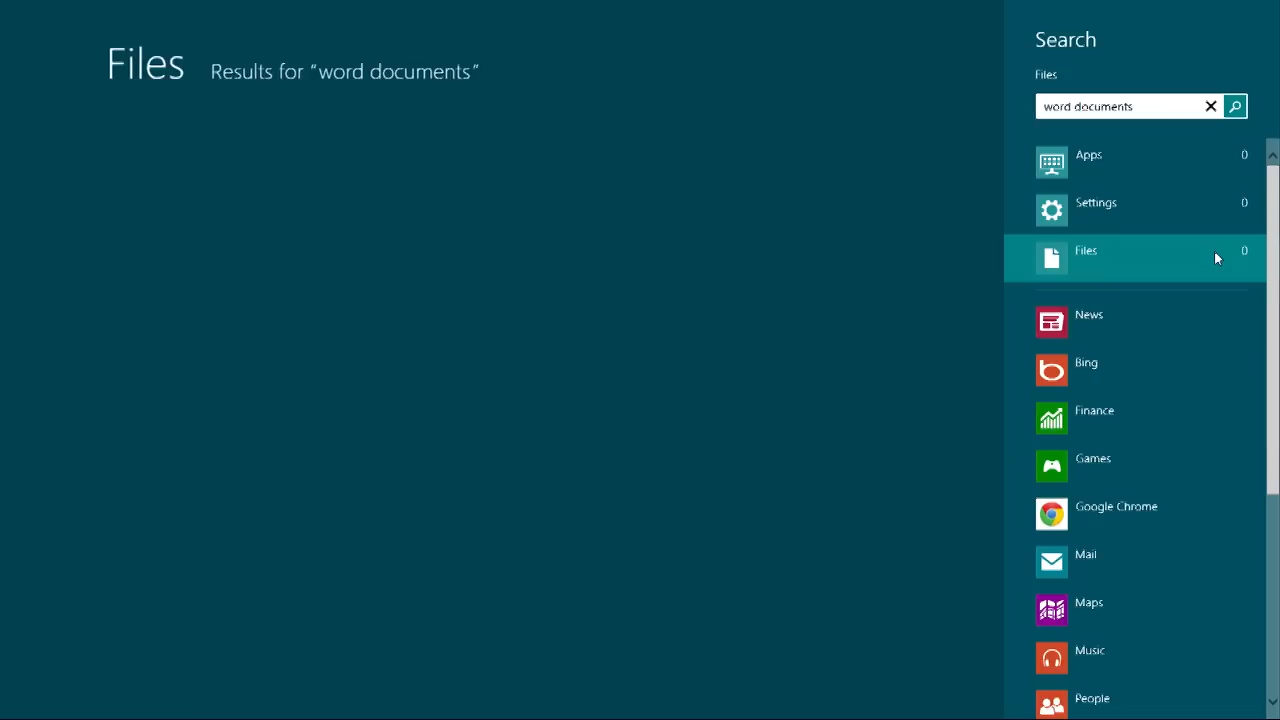 Files Results for “word documents”
Search
Files
word documents
Apps 0
Settings 0
Files 0
News
Bing
Finance
Games
Google Chrome
Mail
Maps
Music
People